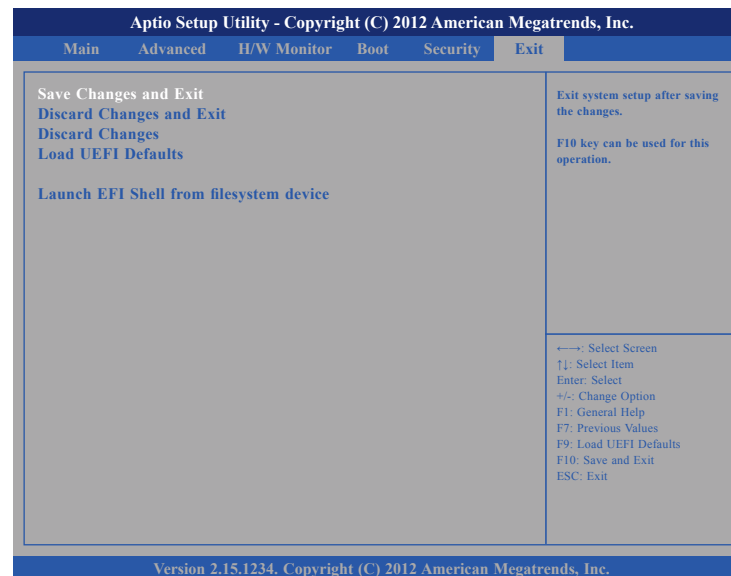 Aptio Setup Utility - Copyright (C) 2012 American Megatrends, Inc.
Main Advanced H/W Monitor Boot Security Exit
Save Changes and Exit
Discard Changes and Exit
Discard Changes
Load UEFI Defaults
Launch EFI Shell from filesystem device
Exit system setup after saving
the changes.
F10 key can be used for this
operation.
←→: Select Screen
↑↓: Select Item
Enter: Select
+/-: Change Option
F1: General Help
F7: Previous Values
F9: Load UEFI Defaults
F10: Save and Exit
ESC: Exit
Version 2.15.1234. Copyright (C) 2012 American Megatrends, Inc.